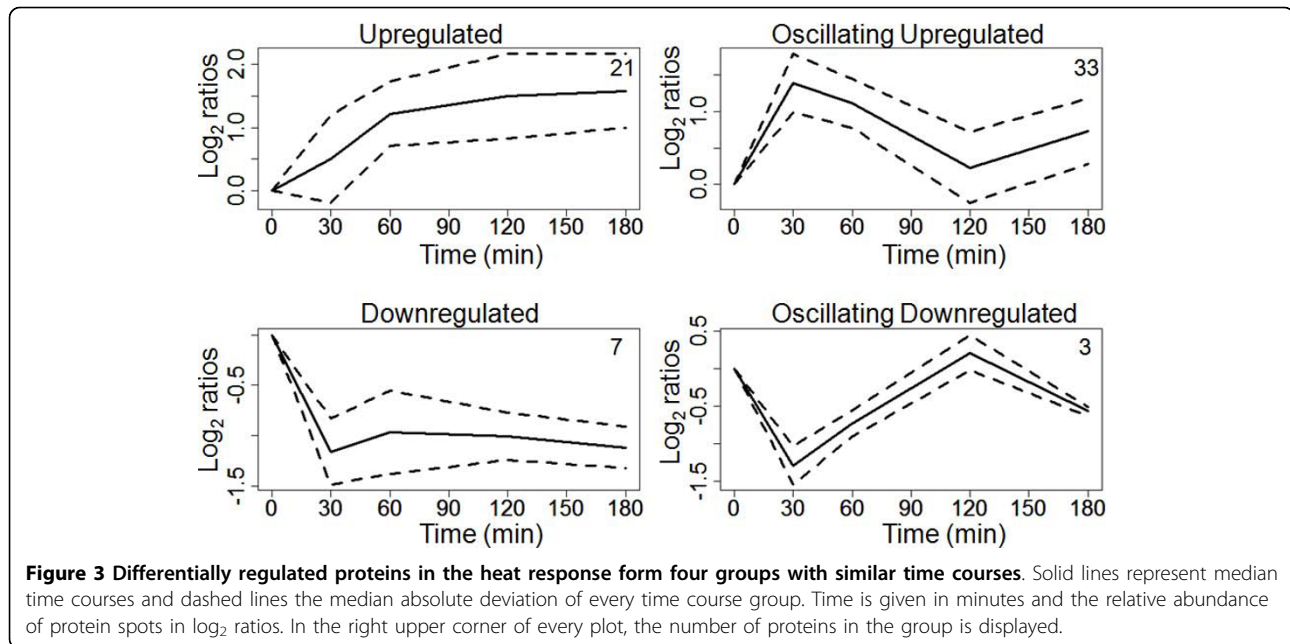 Upregulated
Log2 ratios
0.0 1.0 2.0
21
0 30 60 90 120 150 180
Time (min)
Oscillating Upregulated
Log2 ratios
0.0 1.0
33
0 30 60 90 120 150 180
Time (min)
Downregulated
Log2 ratios
-1.5 -0.5
7
0 30 60 90 120 150 180
Time (min)
Oscillating Downregulated
Log2 ratios
-1.5 -0.5 0.5
3
0 30 60 90 120 150 180
Time (min)
Figure 3 Differentially regulated proteins in the heat response form four groups with similar time courses. Solid lines represent median
time courses and dashed lines the median absolute deviation of every time course group. Time is given in minutes and the relative abundance
of protein spots in log2 ratios. In the right upper corner of every plot, the number of proteins in the group is displayed.